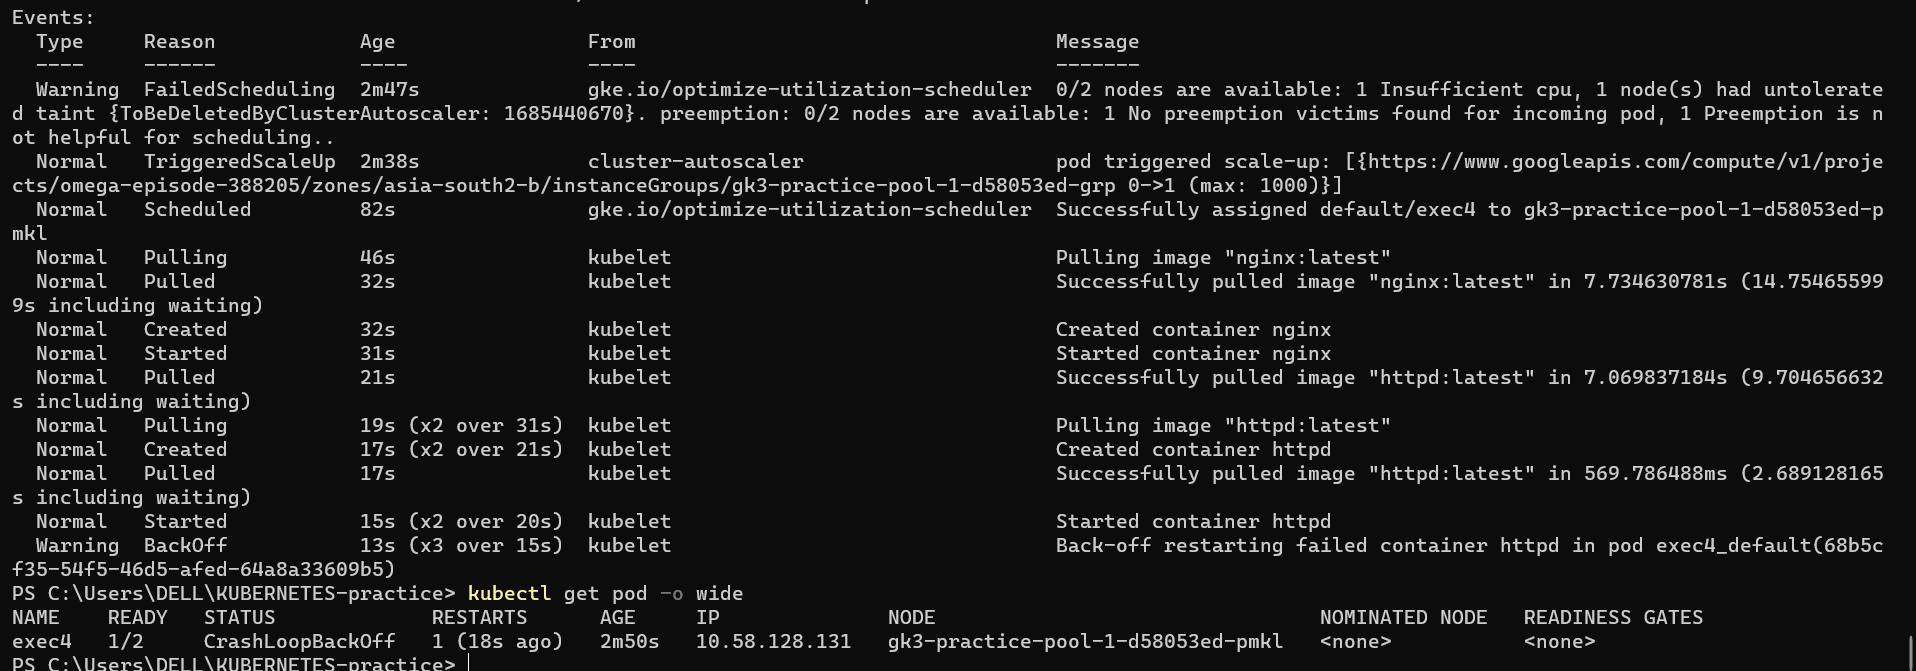 Events:
  Type     Reason            Age                From                                   Message
  ----     ------            ----               ----                                   -------
  Warning  FailedScheduling  2m47s              gke.io/optimize-utilization-scheduler  0/2 nodes are available: 1 Insufficient cpu, 1 node(s) had untolerate
d taint {ToBeDeletedByClusterAutoscaler: 1685440670}. preemption: 0/2 nodes are available: 1 No preemption victims found for incoming pod, 1 Preemption is n
ot helpful for scheduling..
  Normal   TriggeredScaleUp  2m38s              cluster-autoscaler                     pod triggered scale-up: [{https://www.googleapis.com/compute/v1/proje
cts/omega-episode-388205/zones/asia-south2-b/instanceGroups/gk3-practice-pool-1-d58053ed-grp 0->1 (max: 1000)}]
  Normal   Scheduled         82s                gke.io/optimize-utilization-scheduler  Successfully assigned default/exec4 to gk3-practice-pool-1-d58053ed-p
mkl
  Normal   Pulling           46s                kubelet                                Pulling image "nginx:latest"
  Normal   Pulled            32s                kubelet                                Successfully pulled image "nginx:latest" in 7.734630781s (14.75465599
9s including waiting)
  Normal   Created           32s                kubelet                                Created container nginx
  Normal   Started           31s                kubelet                                Started container nginx
  Normal   Pulled            21s                kubelet                                Successfully pulled image "httpd:latest" in 7.069837184s (9.704656632
s including waiting)
  Normal   Pulling           19s (x2 over 31s)  kubelet                                Pulling image "httpd:latest"
  Normal   Created           17s (x2 over 21s)  kubelet                                Created container httpd
  Normal   Pulled            17s                kubelet                                Successfully pulled image "httpd:latest" in 569.786488ms (2.689128165
s including waiting)
  Normal   Started           15s (x2 over 20s)  kubelet                                Started container httpd
  Warning  BackOff           13s (x3 over 15s)  kubelet                                Back-off restarting failed container httpd in pod exec4_default(68b5c
f35-54f5-46d5-afed-64a8a33609b5)
PS C:\Users\DELL\KUBERNETES-practice> kubectl get pod -o wide
NAME    READY   STATUS             RESTARTS      AGE     IP              NODE                                NOMINATED NODE   READINESS GATES
exec4   1/2     CrashLoopBackOff   1 (18s ago)   2m50s   10.58.128.131   gk3-practice-pool-1-d58053ed-pmkl   <none>           <none>
PS C:\Users\DELL\KUBERNETES-practice>